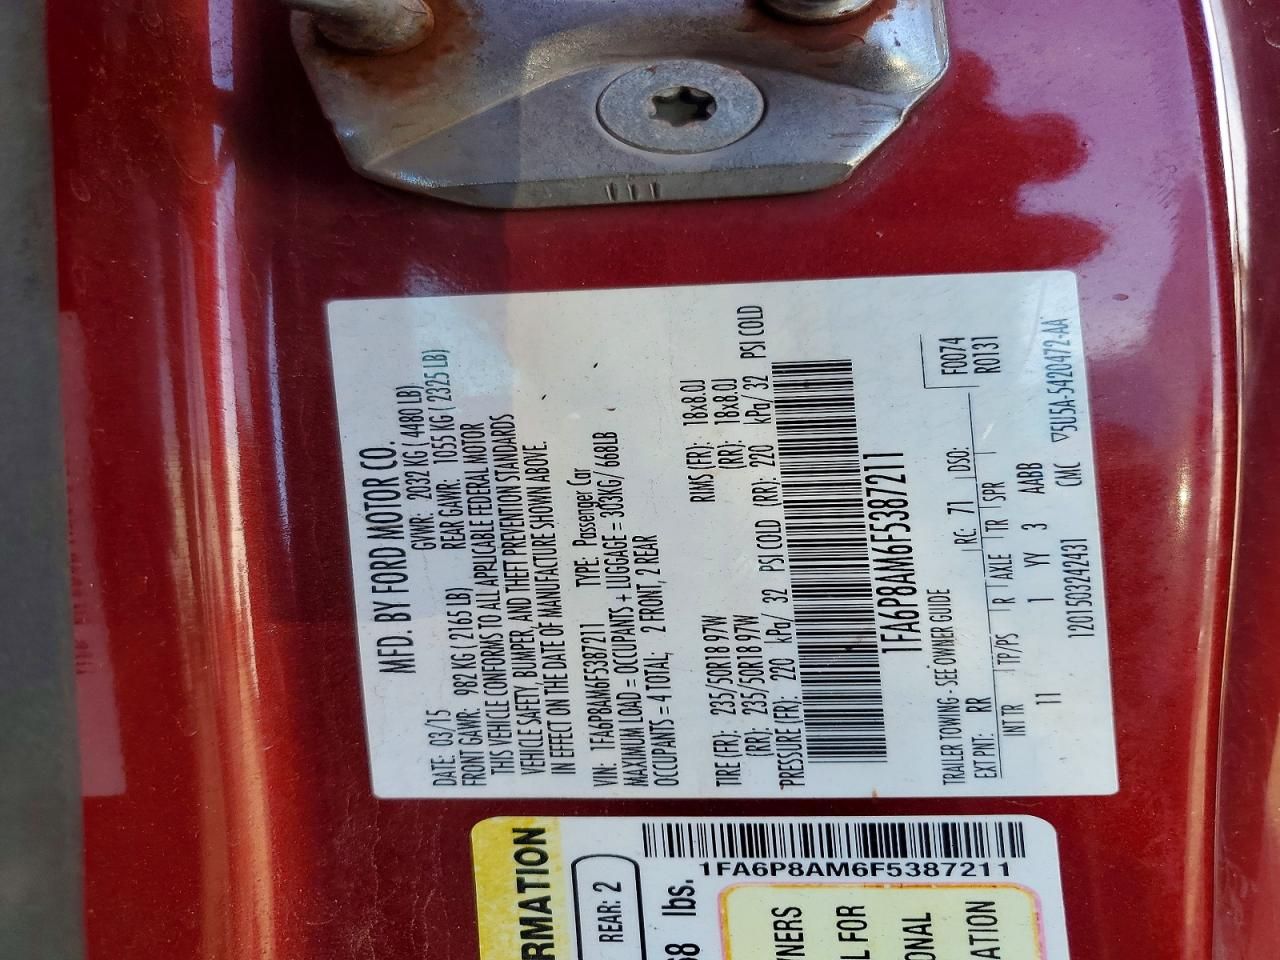 MFD. BY FORD MOTOR CO.
DATE: 03/15 GVWR: 2032 KG ( 4480 LB)
FRONT GAWR: 982 KG ( 2165 LB) REAR GAWR: 1055 KG ( 2325 LB)
THIS VEHICLE CONFORMS TO ALL APPLICABLE FEDERAL MOTOR
VEHICLE SAFETY, BUMPER, AND THEFT PREVENTION STANDARDS
IN EFFECT ON THE DATE OF MANUFACTURE SHOWN ABOVE.
VIN: 1FA6P8AM6F5387211 TYPE: Passenger Car
MAXIMUM LOAD = OCCUPANTS + LUGGAGE = 303KG/ 668LB
OCCUPANTS = 4 TOTAL; 2 FRONT, 2 REAR
TIRE (FR): 235/50R18 97W RIMS (FR): 18x8.0J
(RR): 235/50R18 97W (RR): 18x8.0J
PRESSURE (FR): 220 kPa/ 32 PSI COLD (RR): 220 kPa/ 32 PSI COLD
1FA6P8AM6F5387211
TRAILER TOWING - SEE OWNER GUIDE F0074
EXT PNT: RR RC: 71 DSO: R0131
INT TR TP/PS R AXLE TR SPR
11 1 YY 3 AABB
1201503242431 CMC 5U5A-5420472-AA
RMATION
REAR: 2
68 lbs.
1FA6P8AM6F5387211
NERS
L FOR
ONAL
ATION